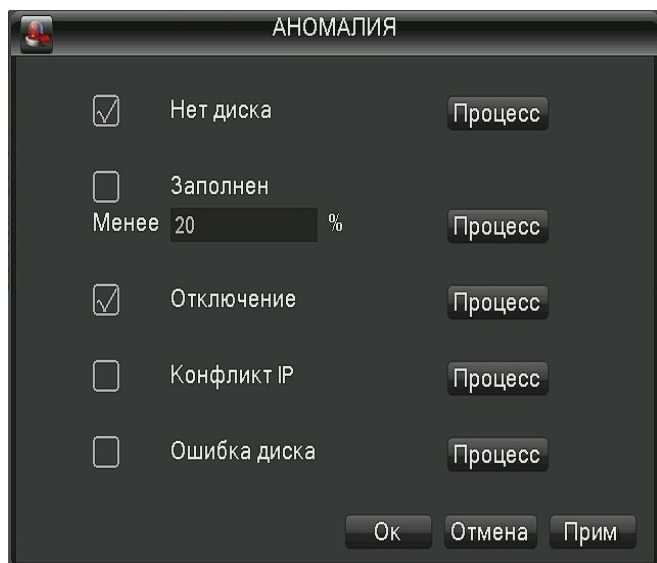 АНОМАЛИЯ
Нет диска Процесс
Заполнен
Менее 20 % Процесс
Отключение Процесс
Конфликт IP Процесс
Ошибка диска Процесс
Ок Отмена Прим